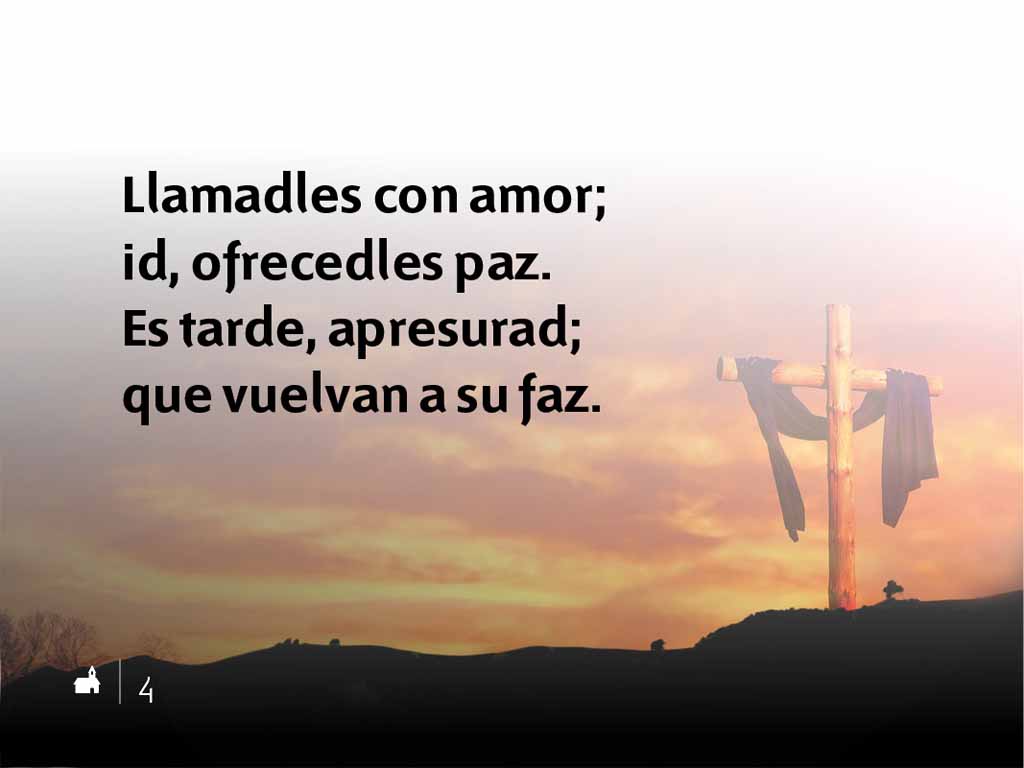 Llamadles con amor;
id, ofrecedles paz.
Es tarde, apresurad;
que vuelvan a su faz.
4